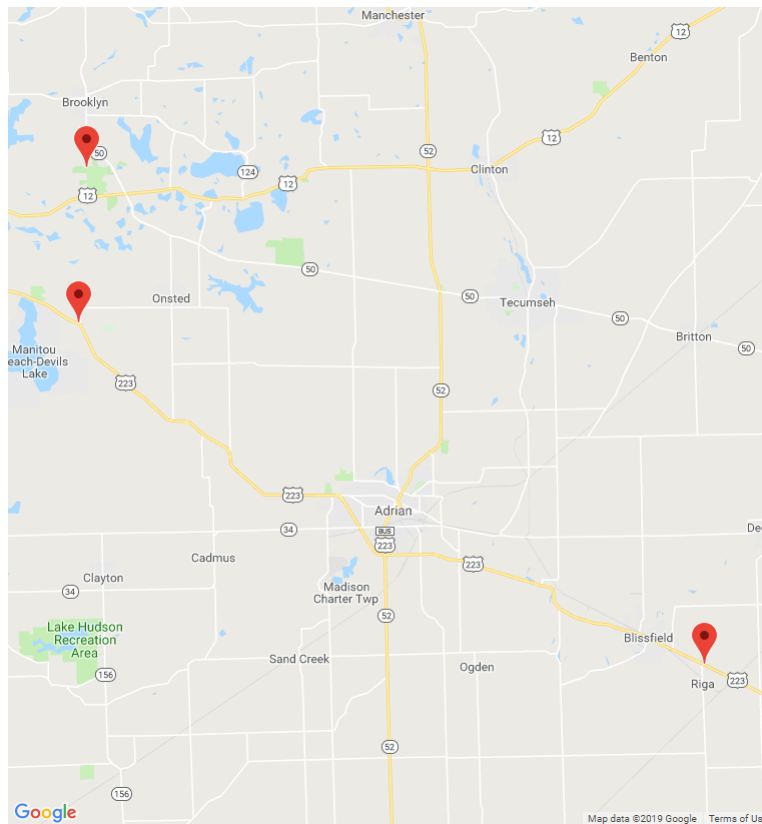 Manchester
12
Benton
Brooklyn
12
50
52
124
Clinton
12
12
50
50
Onsted
Tecumseh
50
Britton
Manitou
each-Devils
Lake
50
223
52
223
Adrian
34
De
BUS
223
Cadmus
223
Clayton
34
Madison
Charter Twp
52
Lake Hudson
Recreation
Area
Blissfield
Sand Creek
Ogden
156
Riga
223
52
156
Google
Map data ©2019 Google
Terms of Us